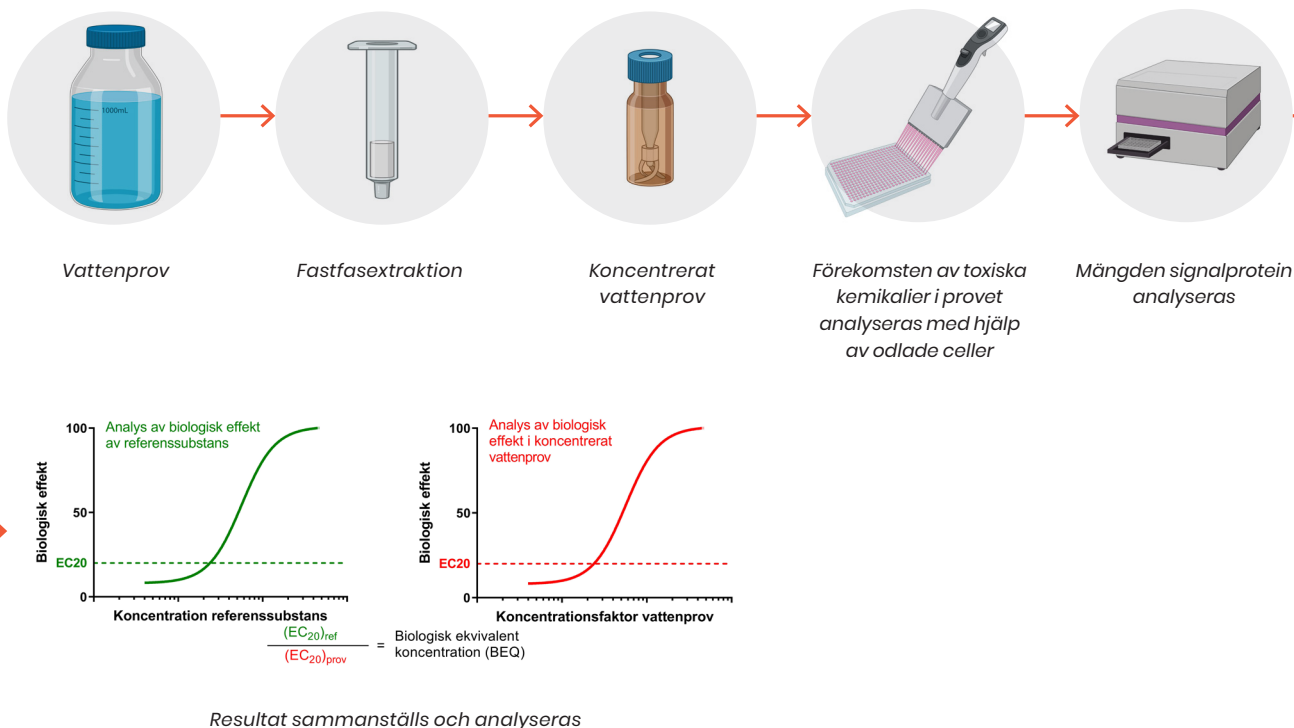 1000mL
Vattenprov
Fastfasextraktion
Koncentrerat
vattenprov
Förekomsten av toxiska
kemikalier i provet
analyseras med hjälp
av odlade celler
Mängden signalprotein
analyseras
Biologisk effekt
100
50
EC20
0
Analys av biologisk effekt
av referenssubstans
Koncentration referenssubstans
Biologisk effekt
100
50
EC20
0
Analys av biologisk
effekt i koncentrerat
vattenprov
Koncentrationsfaktor vattenprov
(EC20)ref
(EC20)prov
=
Biologisk ekvivalent
koncentration (BEQ)
Resultat sammanställs och analyseras